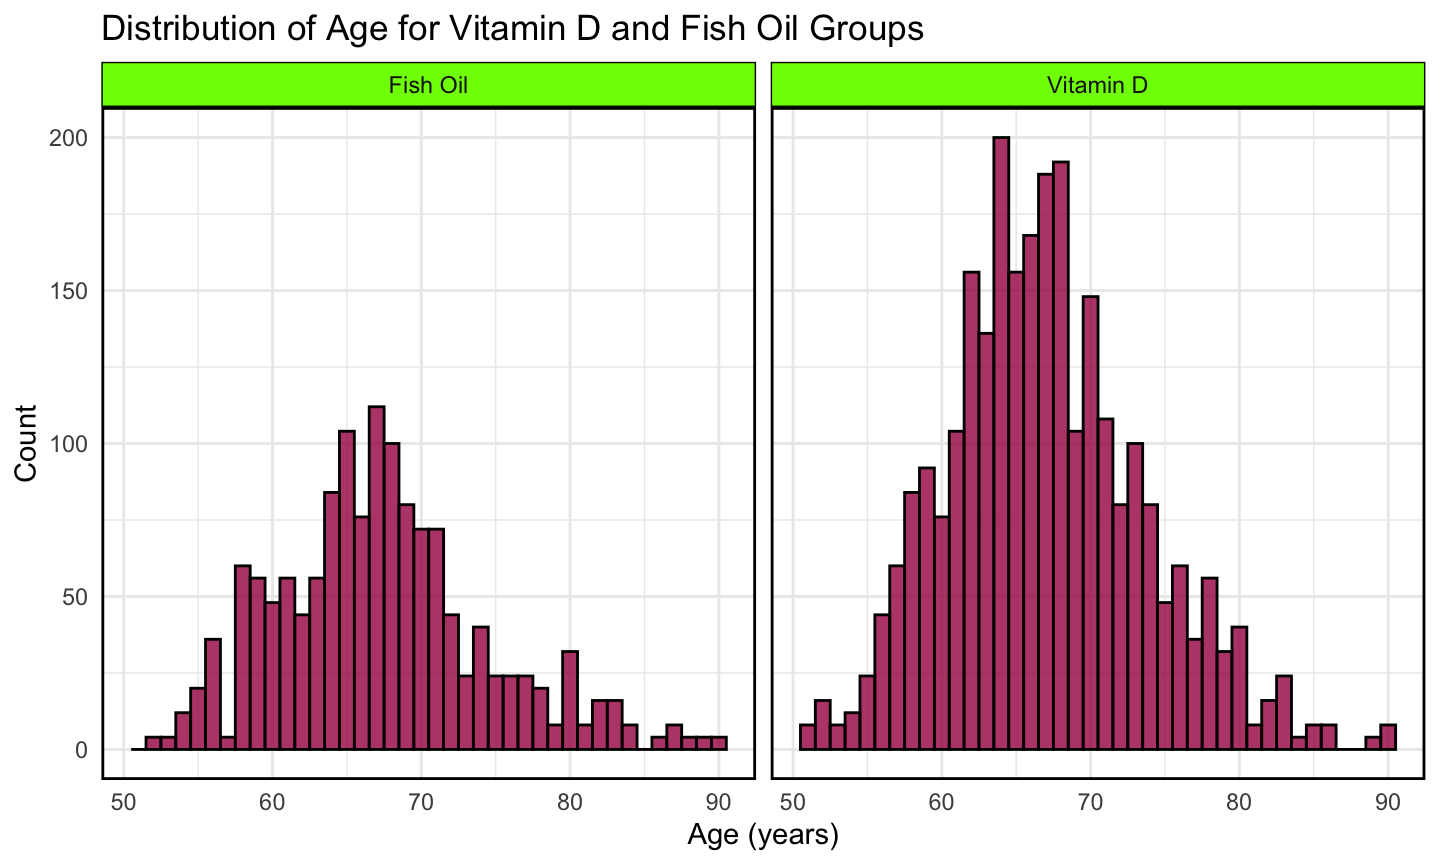 Distribution of Age for Vitamin D and Fish Oil Groups
Fish Oil
Vitamin D
200
150
100
50
0
Count
50 60 70 80 90
50 60 70 80 90
Age (years)